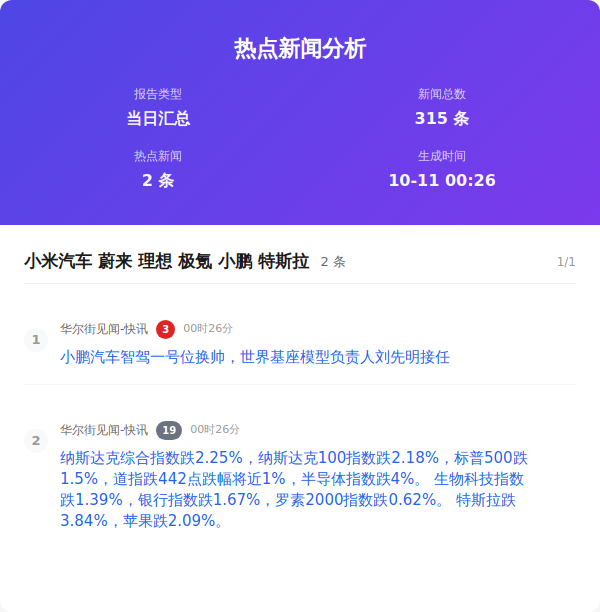 热点新闻分析
报告类型
新闻总数
当日汇总
315 条
热点新闻
生成时间
2 条
10-11 00:26
小米汽车 蔚来 理想 极氪 小鹏 特斯拉 2 条 1/1
1 华尔街见闻-快讯 3 00时26分
小鹏汽车智驾一号位换帅，世界基座模型负责人刘先明接任
2 华尔街见闻-快讯 19 00时26分
纳斯达克综合指数跌2.25%，纳斯达克100指数跌2.18%，标普500跌
1.5%，道指跌442点跌幅将近1%，半导体指数跌4%。 生物科技指数
跌1.39%，银行指数跌1.67%，罗素2000指数跌0.62%。 特斯拉跌
3.84%，苹果跌2.09%。